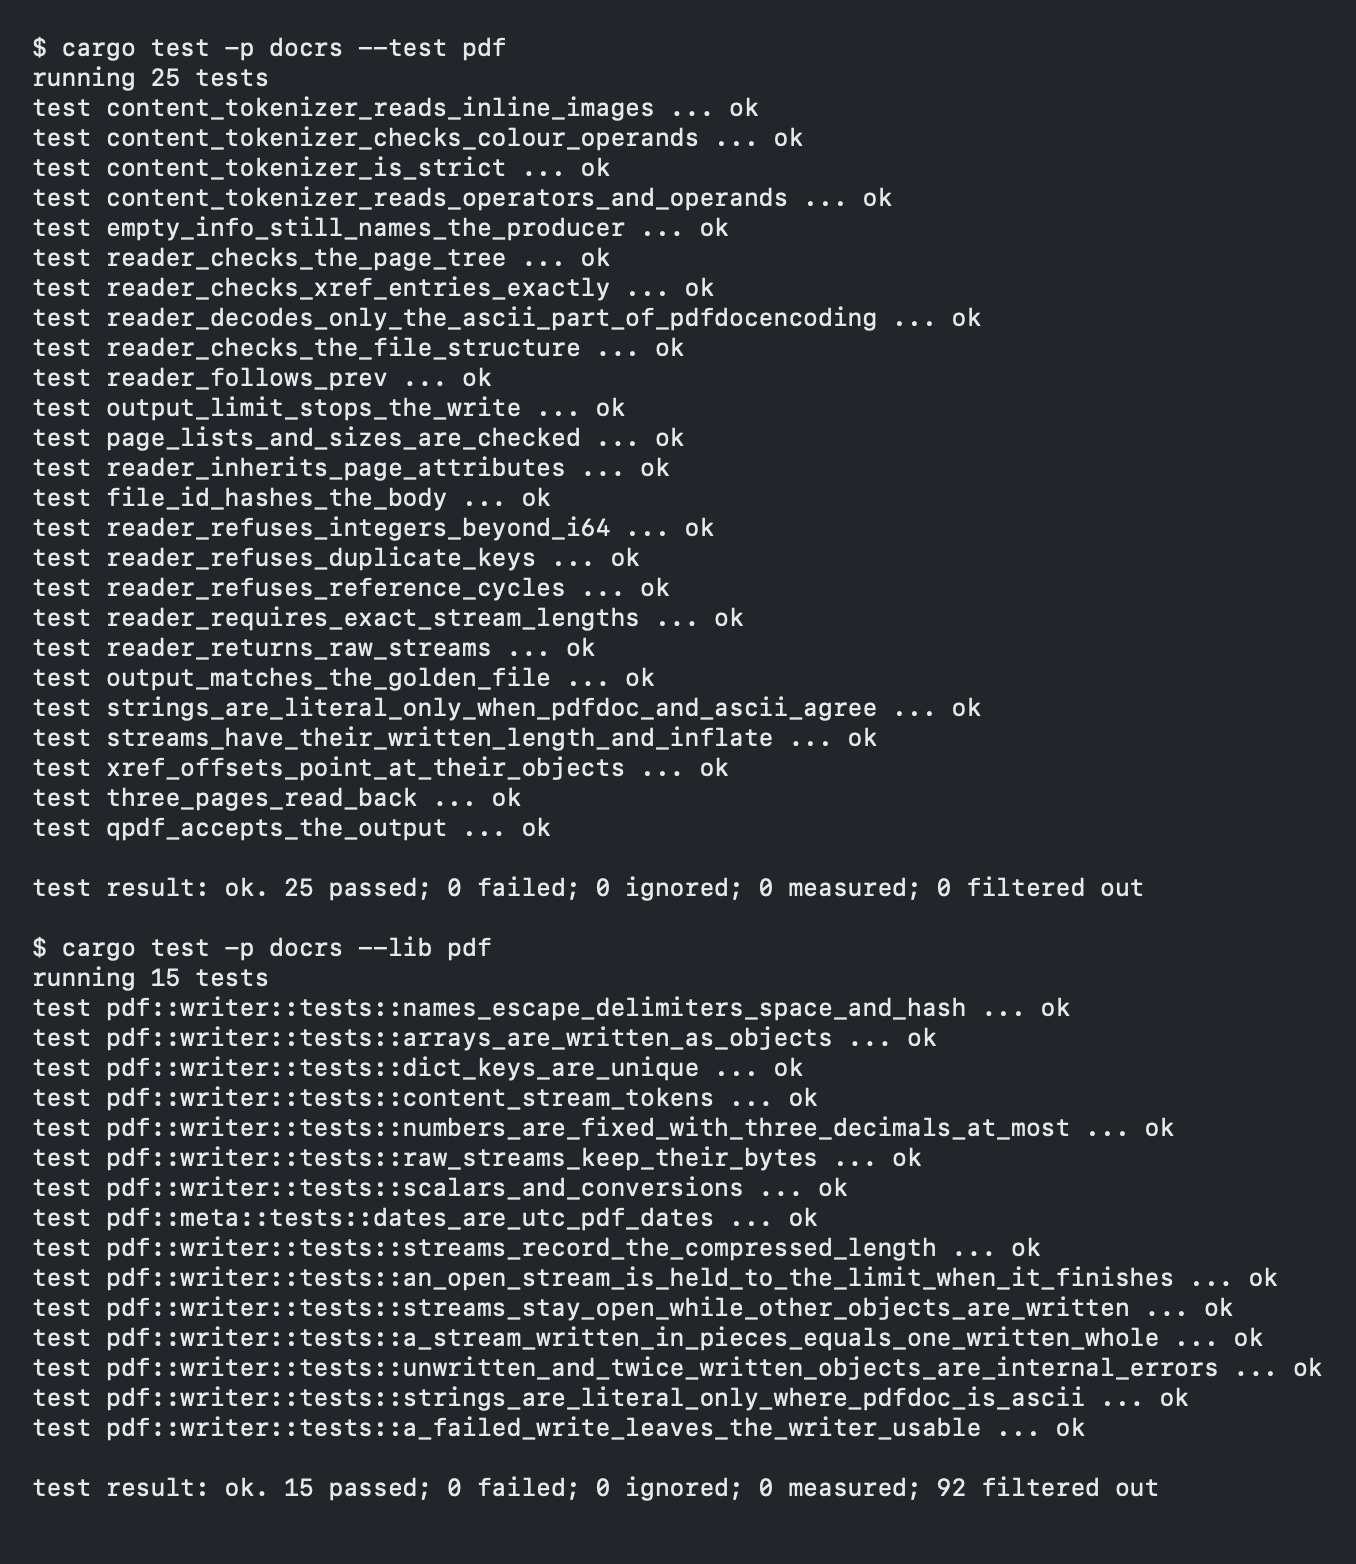 $ cargo test -p docrs --test pdf
running 25 tests
test content_tokenizer_reads_inline_images ... ok
test content_tokenizer_checks_colour_operands ... ok
test content_tokenizer_is_strict ... ok
test content_tokenizer_reads_operators_and_operands ... ok
test empty_info_still_names_the_producer ... ok
test reader_checks_the_page_tree ... ok
test reader_checks_xref_entries_exactly ... ok
test reader_decodes_only_the_ascii_part_of_pdfdocencoding ... ok
test reader_checks_the_file_structure ... ok
test reader_follows_prev ... ok
test output_limit_stops_the_write ... ok
test page_lists_and_sizes_are_checked ... ok
test reader_inherits_page_attributes ... ok
test file_id_hashes_the_body ... ok
test reader_refuses_integers_beyond_i64 ... ok
test reader_refuses_duplicate_keys ... ok
test reader_refuses_reference_cycles ... ok
test reader_requires_exact_stream_lengths ... ok
test reader_returns_raw_streams ... ok
test output_matches_the_golden_file ... ok
test strings_are_literal_only_when_pdfdoc_and_ascii_agree ... ok
test streams_have_their_written_length_and_inflate ... ok
test xref_offsets_point_at_their_objects ... ok
test three_pages_read_back ... ok
test qpdf_accepts_the_output ... ok

test result: ok. 25 passed; 0 failed; 0 ignored; 0 measured; 0 filtered out

$ cargo test -p docrs --lib pdf
running 15 tests
test pdf::writer::tests::names_escape_delimiters_space_and_hash ... ok
test pdf::writer::tests::arrays_are_written_as_objects ... ok
test pdf::writer::tests::dict_keys_are_unique ... ok
test pdf::writer::tests::content_stream_tokens ... ok
test pdf::writer::tests::numbers_are_fixed_with_three_decimals_at_most ... ok
test pdf::writer::tests::raw_streams_keep_their_bytes ... ok
test pdf::writer::tests::scalars_and_conversions ... ok
test pdf::meta::tests::dates_are_utc_pdf_dates ... ok
test pdf::writer::tests::streams_record_the_compressed_length ... ok
test pdf::writer::tests::an_open_stream_is_held_to_the_limit_when_it_finishes ... ok
test pdf::writer::tests::streams_stay_open_while_other_objects_are_written ... ok
test pdf::writer::tests::a_stream_written_in_pieces_equals_one_written_whole ... ok
test pdf::writer::tests::unwritten_and_twice_written_objects_are_internal_errors ... ok
test pdf::writer::tests::strings_are_literal_only_where_pdfdoc_is_ascii ... ok
test pdf::writer::tests::a_failed_write_leaves_the_writer_usable ... ok

test result: ok. 15 passed; 0 failed; 0 ignored; 0 measured; 92 filtered out